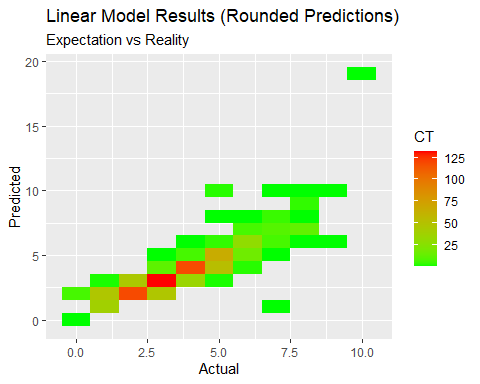 Linear Model Results (Rounded Predictions)
Expectation vs Reality
20
15
10
5
0
Predicted
0.0 2.5 5.0 7.5 10.0
Actual
CT
125
100
75
50
25